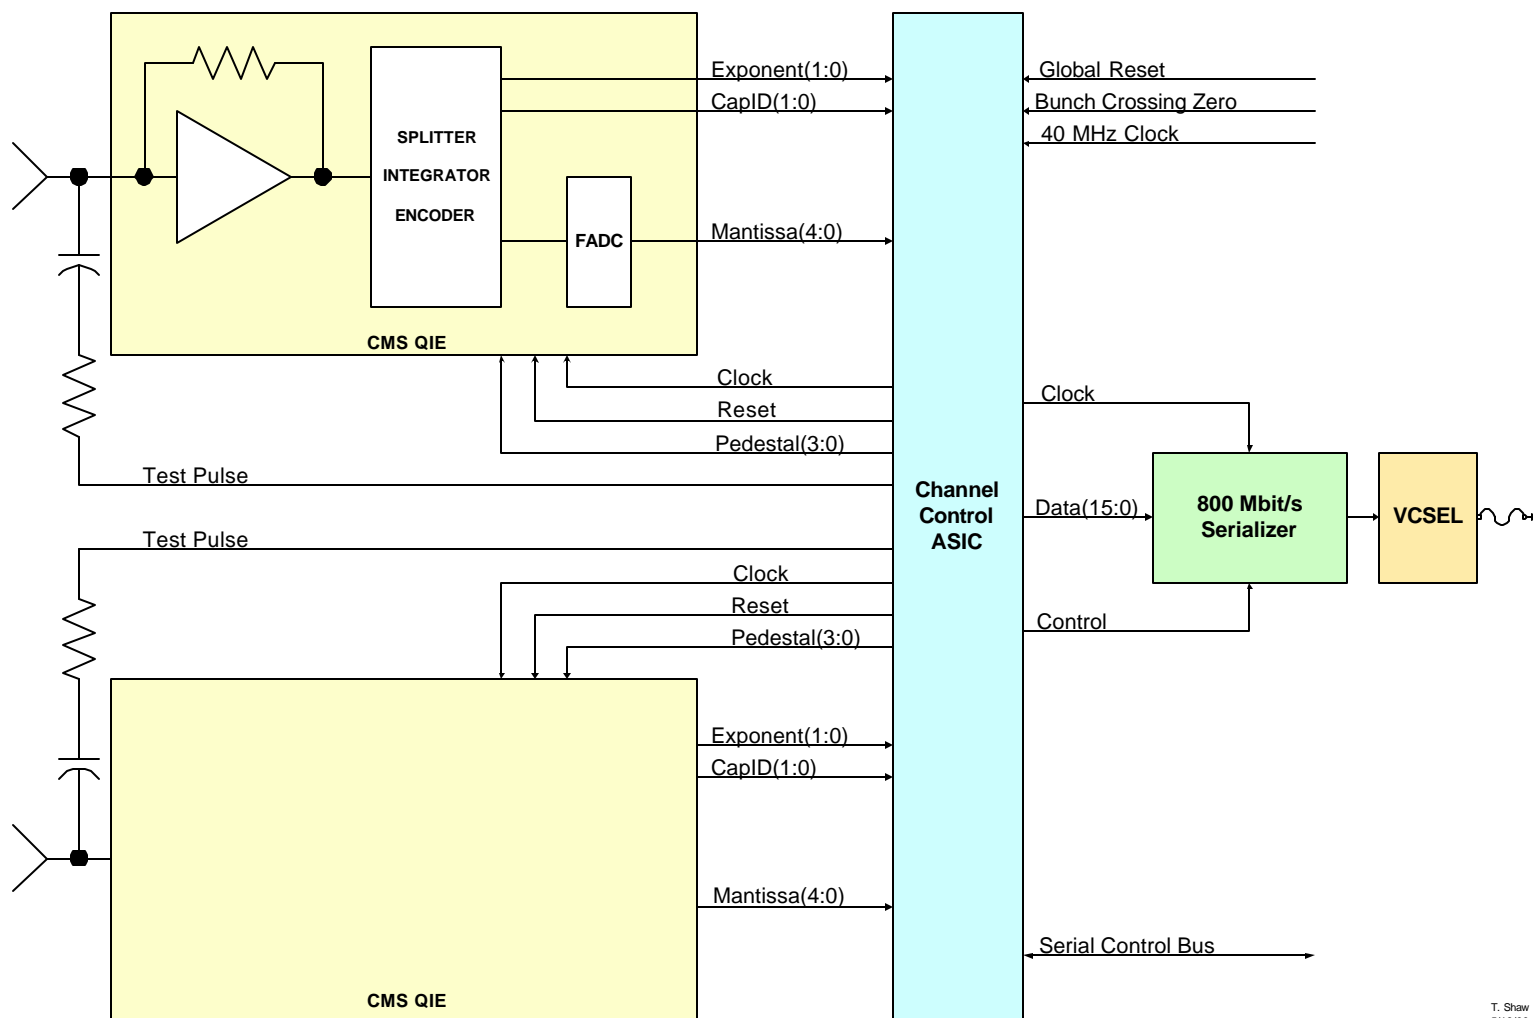 Exponent(1:0)
Global Reset
CapID(1:0)
Bunch Crossing Zero
40 MHz Clock
SPLITTER
INTEGRATOR
ENCODER
FADC
Mantissa(4:0)
CMS QIE
Clock
Reset
Pedestal(3:0)
Test Pulse
Clock
Channel
Control
ASIC
Data(15:0)
800 Mbit/s
Serializer
VCSEL
Test Pulse
Clock
Reset
Pedestal(3:0)
Control
Exponent(1:0)
CapID(1:0)
Mantissa(4:0)
Serial Control Bus
CMS QIE
T. Shaw